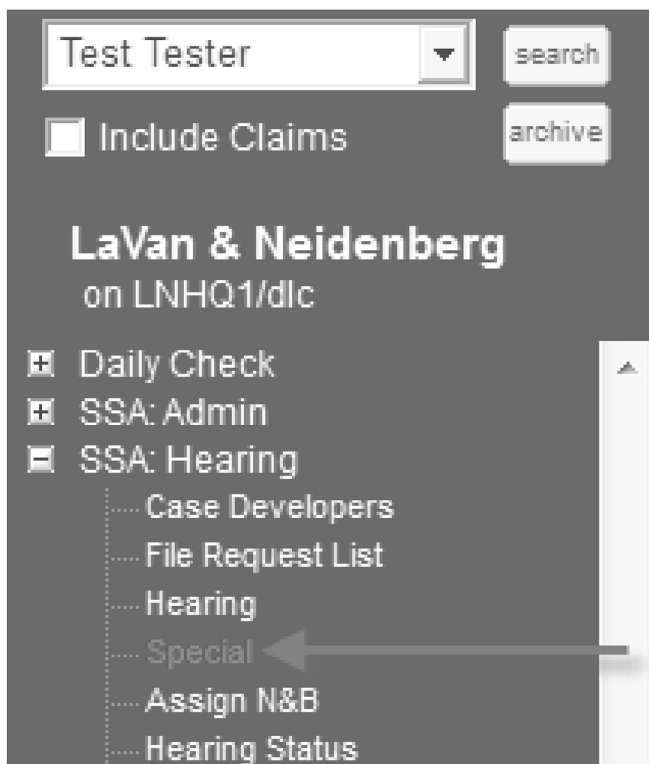 Test Tester
search
Include Claims
archive
LaVan & Neidenberg
on LNHQ1/dlc
Daily Check
SSA: Admin
SSA: Hearing
Case Developers
File Request List
Hearing
Special
Assign N&B
Hearing Status